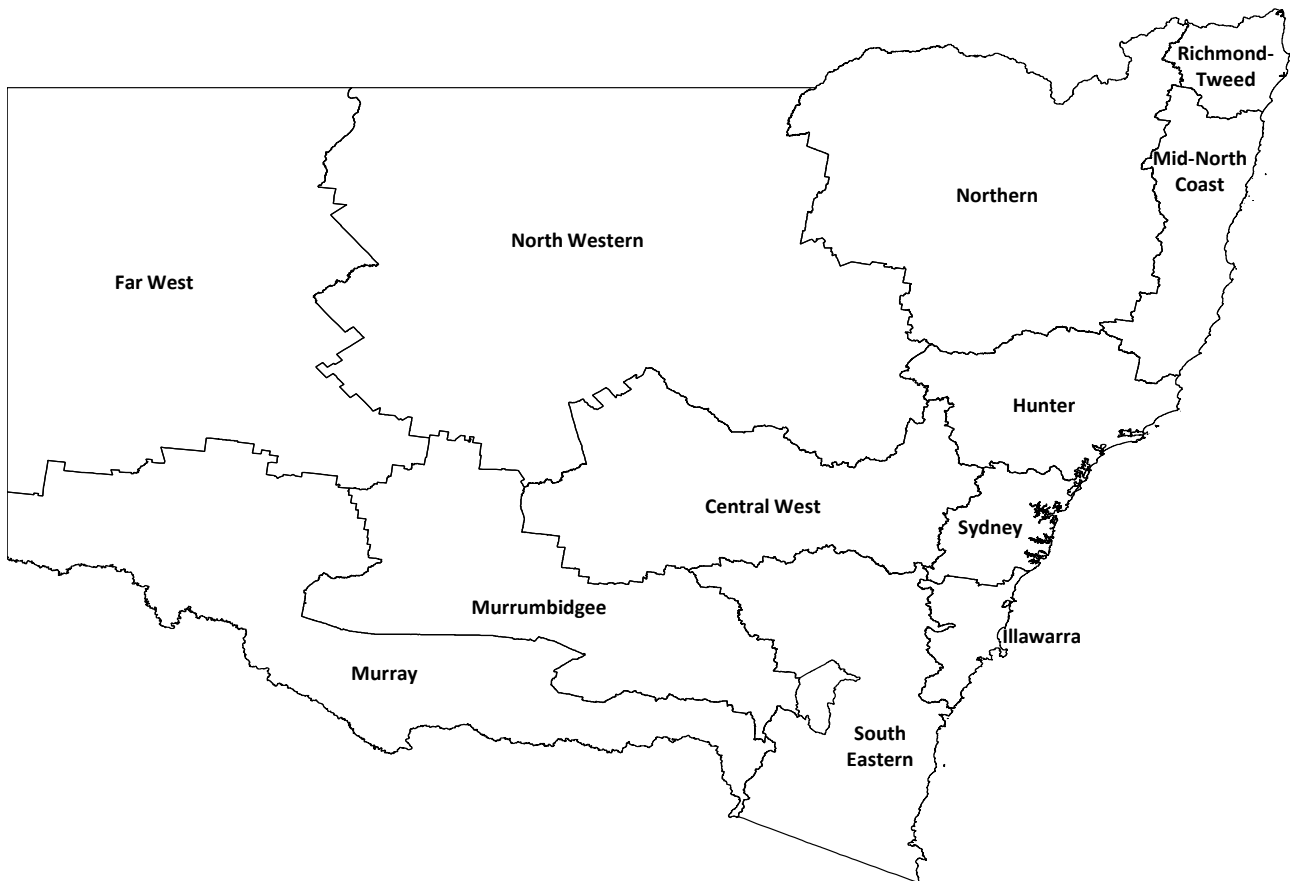 Richmond-
Tweed
Mid-North
Coast
Northern
North Western
Far West
Hunter
Central West
Sydney
Murrumbidgee
Illawarra
Murray
South
Eastern